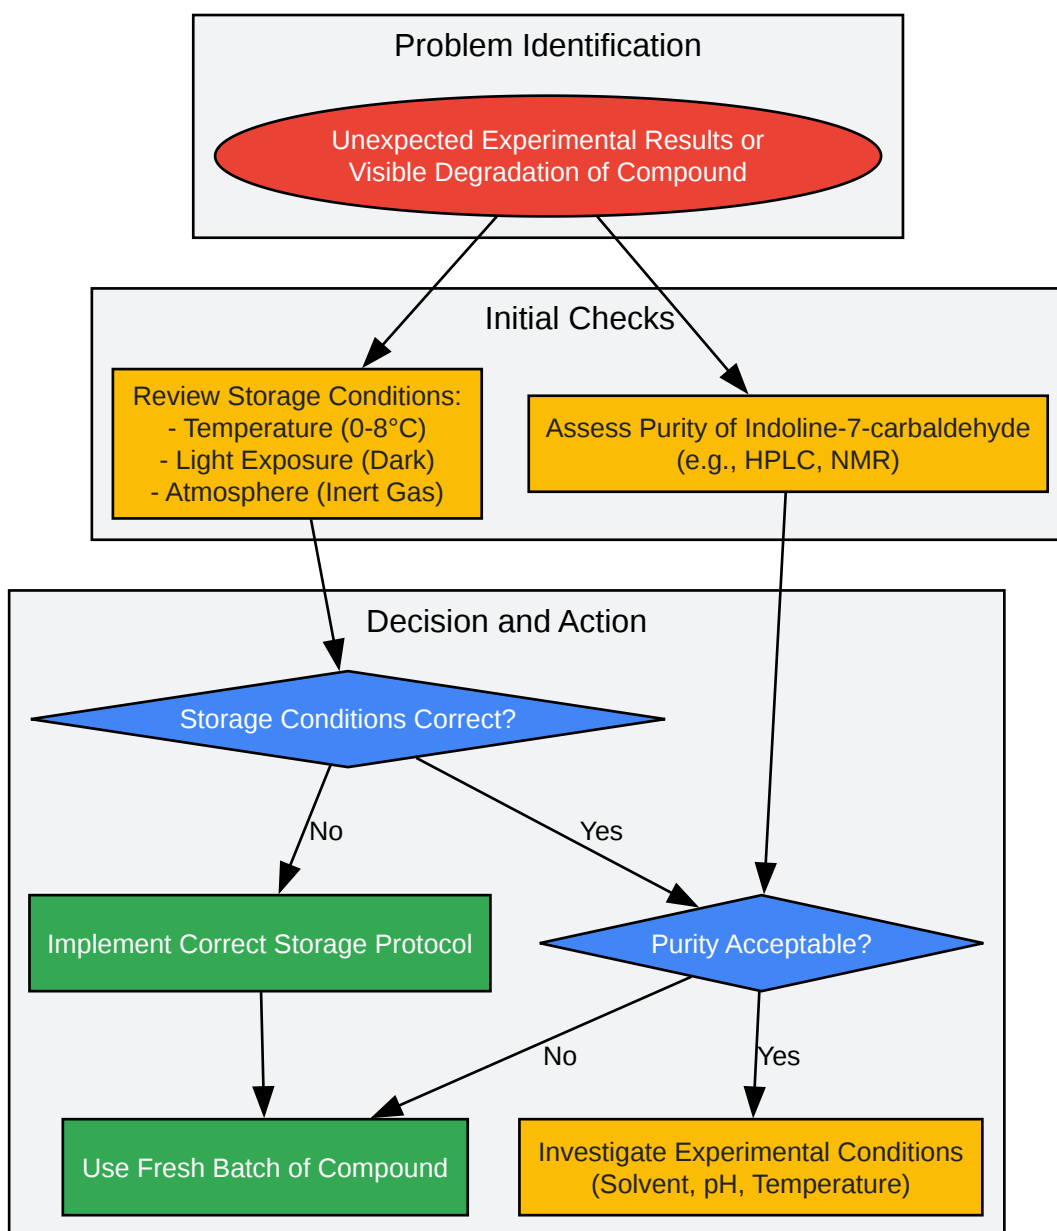 Problem Identification
Unexpected Experimental Results or
Visible Degradation of Compound
Initial Checks
Review Storage Conditions:
- Temperature (0-8°C)
- Light Exposure (Dark)
- Atmosphere (Inert Gas)
Assess Purity of Indoline-7-carbaldehyde
(e.g., HPLC, NMR)
Decision and Action
Storage Conditions Correct?
No
Yes
Implement Correct Storage Protocol
Purity Acceptable?
No
Yes
Use Fresh Batch of Compound
Investigate Experimental Conditions
(Solvent, pH, Temperature)